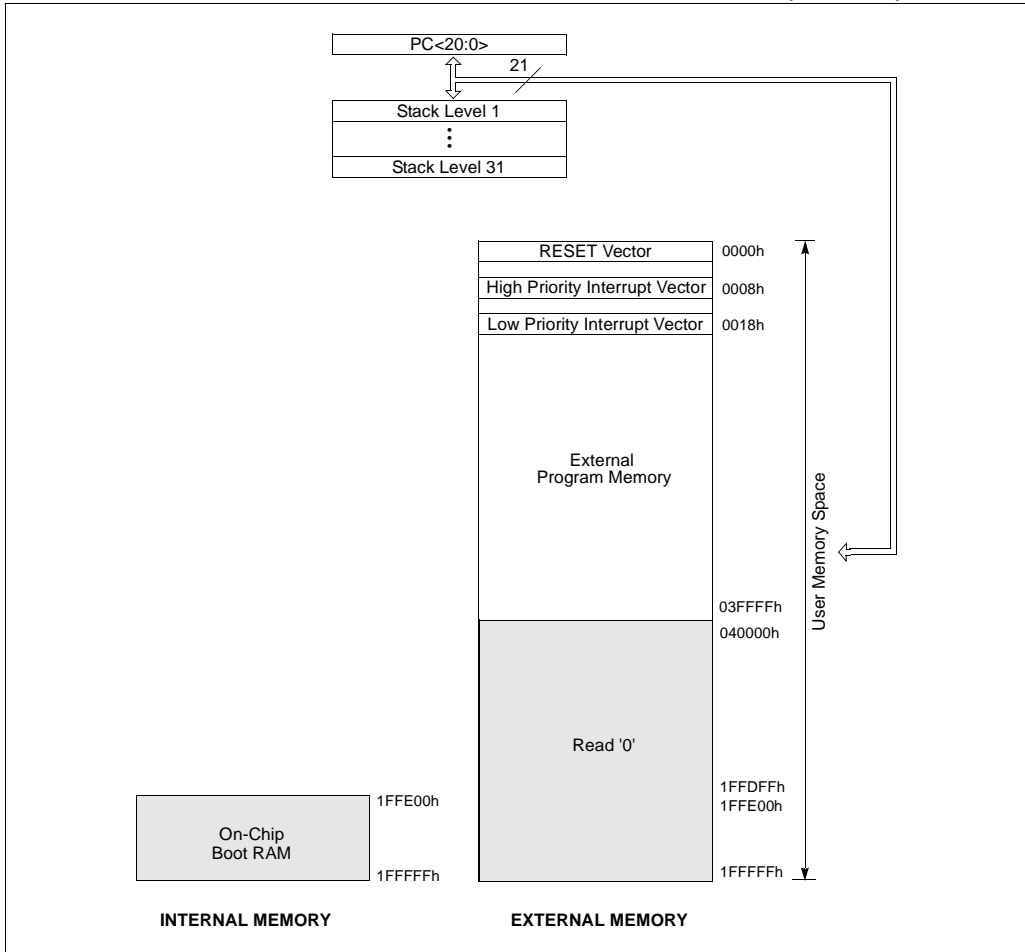 PC<20:0>
21
Stack Level 1
Stack Level 31
RESET Vector
0000h
High Priority Interrupt Vector
0008h
Low Priority Interrupt Vector
0018h
External
Program Memory
User Memory Space
03FFFFh
040000h
Read '0'
1FFDFFh
1FFE00h
1FFE00h
On-Chip
Boot RAM
1FFFFFh
1FFFFFh
INTERNAL MEMORY
EXTERNAL MEMORY